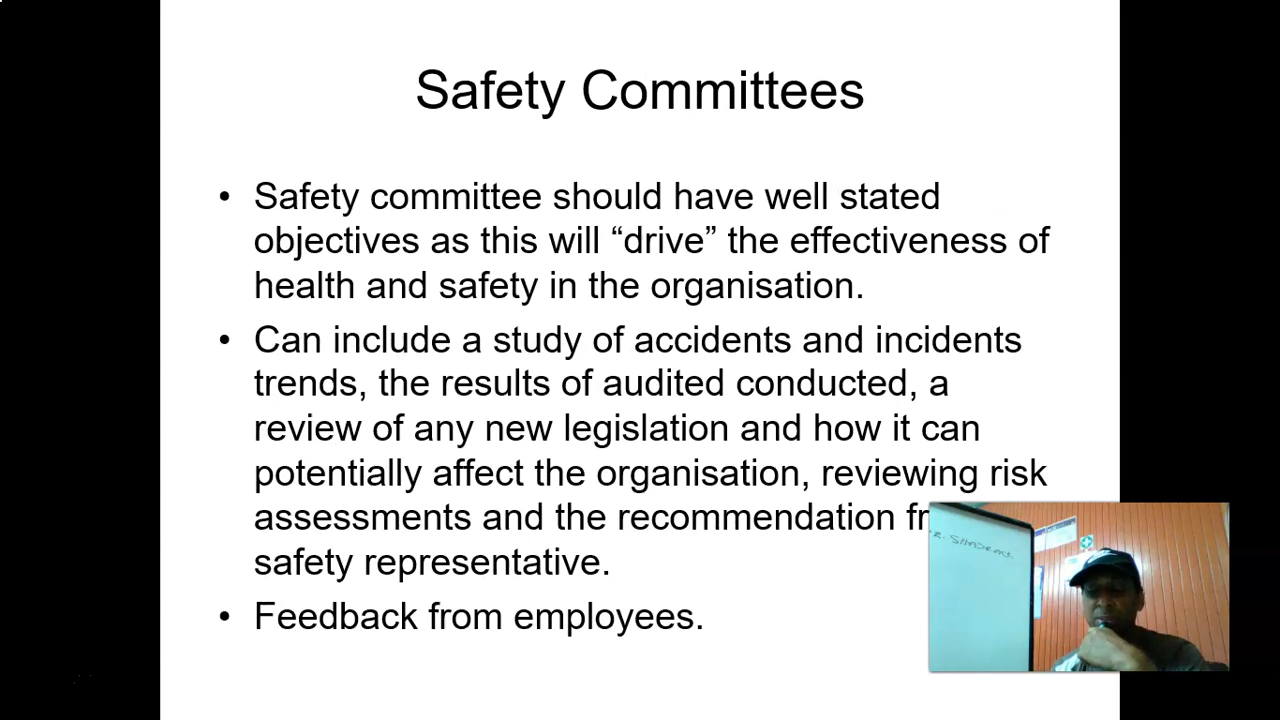 Safety Committees
• Safety committee should have well stated
objectives as this will “drive” the effectiveness of
health and safety in the organisation.
• Can include a study of accidents and incidents
trends, the results of audited conducted, a
review of any new legislation and how it can
potentially affect the organisation, reviewing risk
assessments and the recommendation
safety representative.
• Feedback from employees.